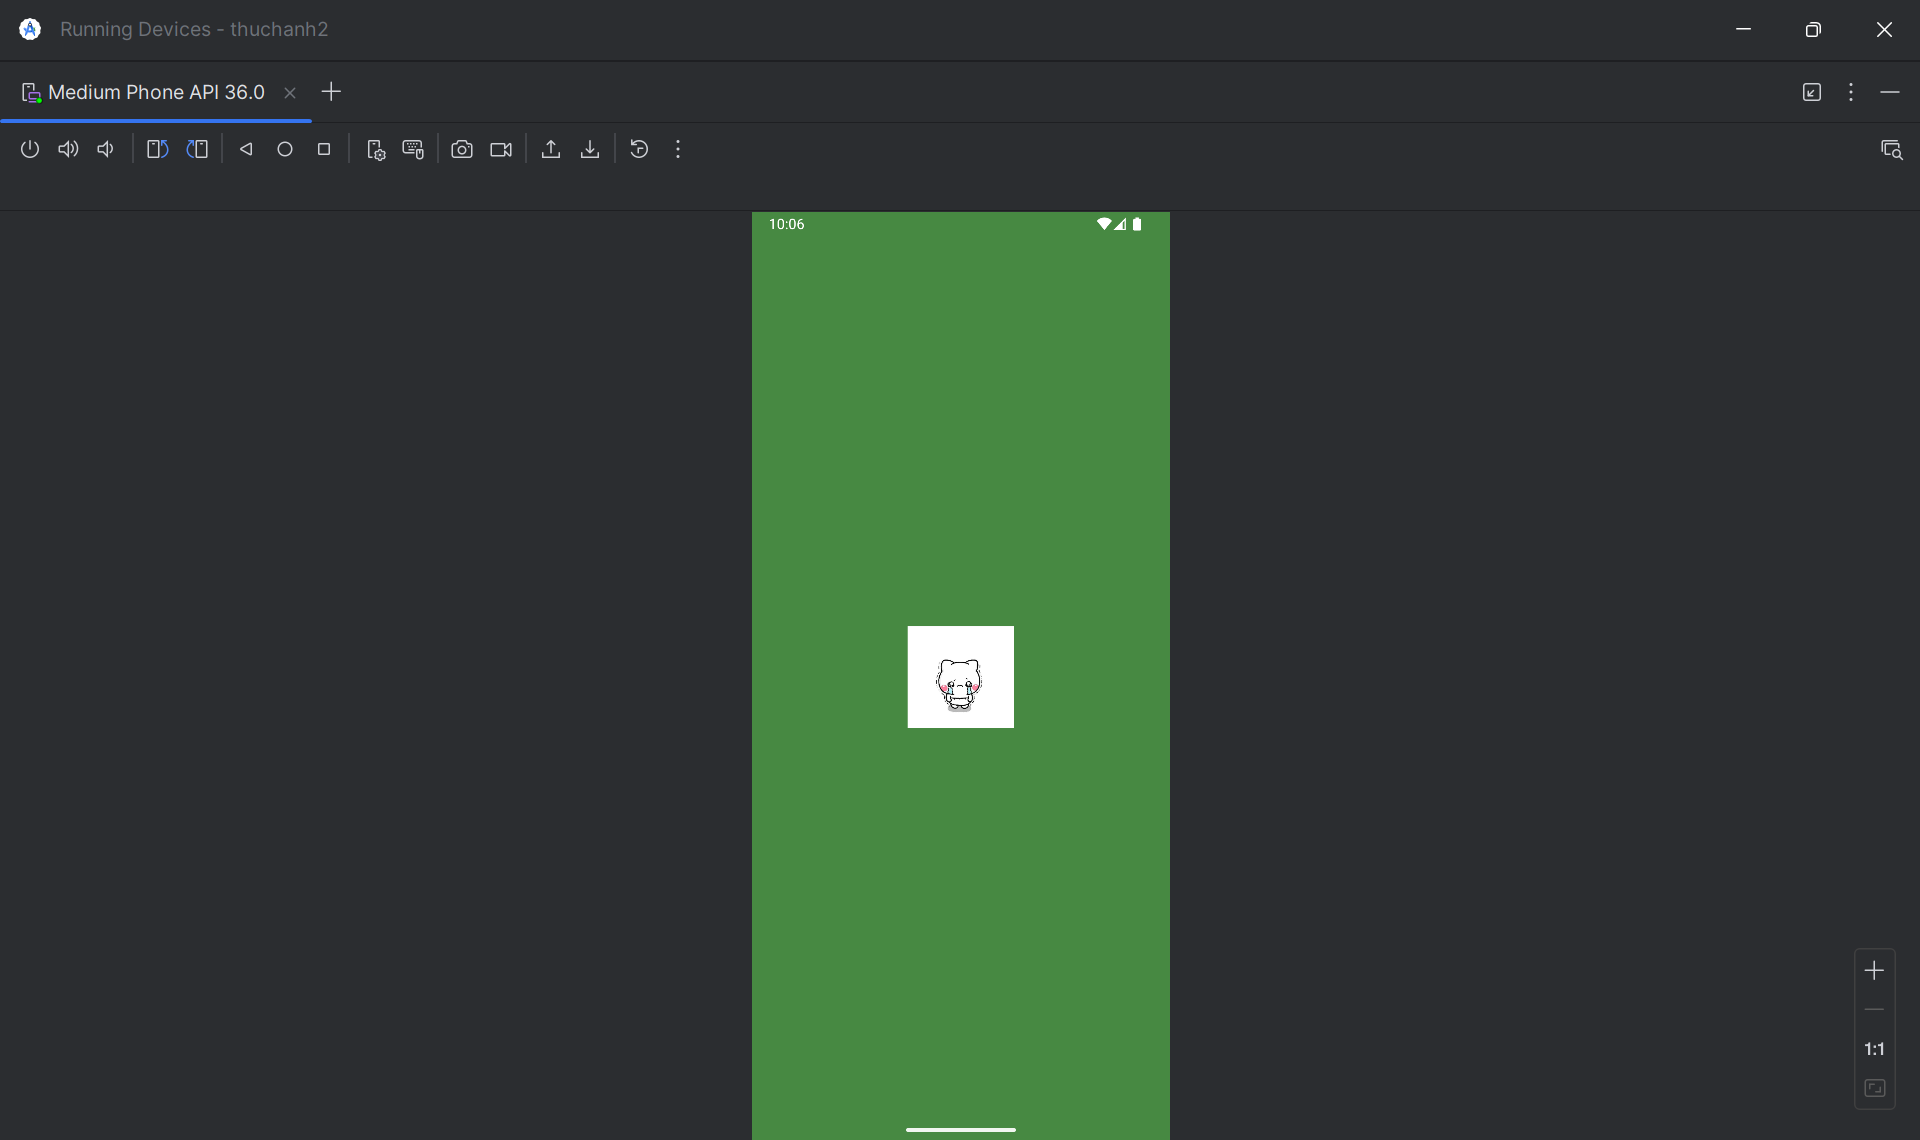 Running Devices - thuchanh2
Medium Phone API 36.0
10:06
1:1